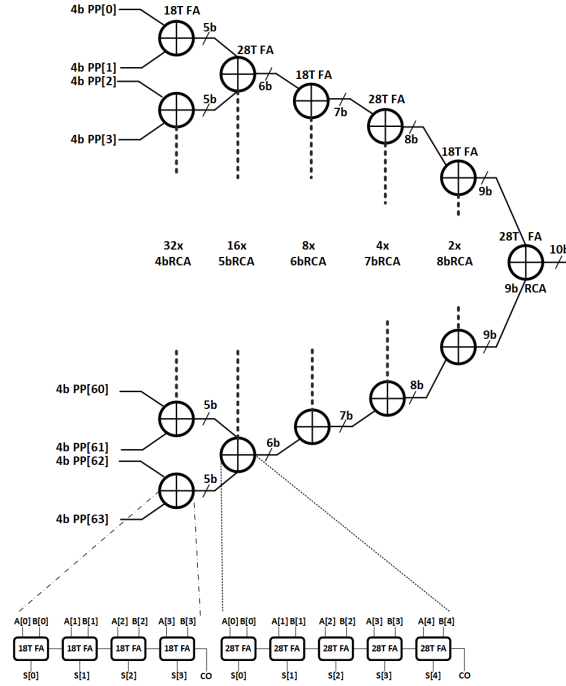 4b PP[0]
18T FA
5b
28T FA
4b PP[1]
4b PP[2]
18T FA
6b
5b
7b
28T FA
4b PP[3]
8b
18T FA
9b
28T FA
10b
9b RCA
32x
4bRCA
16x
5bRCA
8x
6bRCA
4x
7bRCA
2x
8bRCA
9b
4b PP[60]
8b
5b
7b
4b PP[61]
4b PP[62]
6b
5b
4b PP[63]
A[0] B[0] A[1] B[1] A[2] B[2] A[3] B[3] A[0] B[0] A[1] B[1] A[2] B[2] A[3] B[3] A[4] B[4]
18T FA 18T FA 18T FA 18T FA 28T FA 28T FA 28T FA 28T FA 28T FA
S[0] S[1] S[2] S[3] CO S[0] S[1] S[2] S[3] S[4] CO